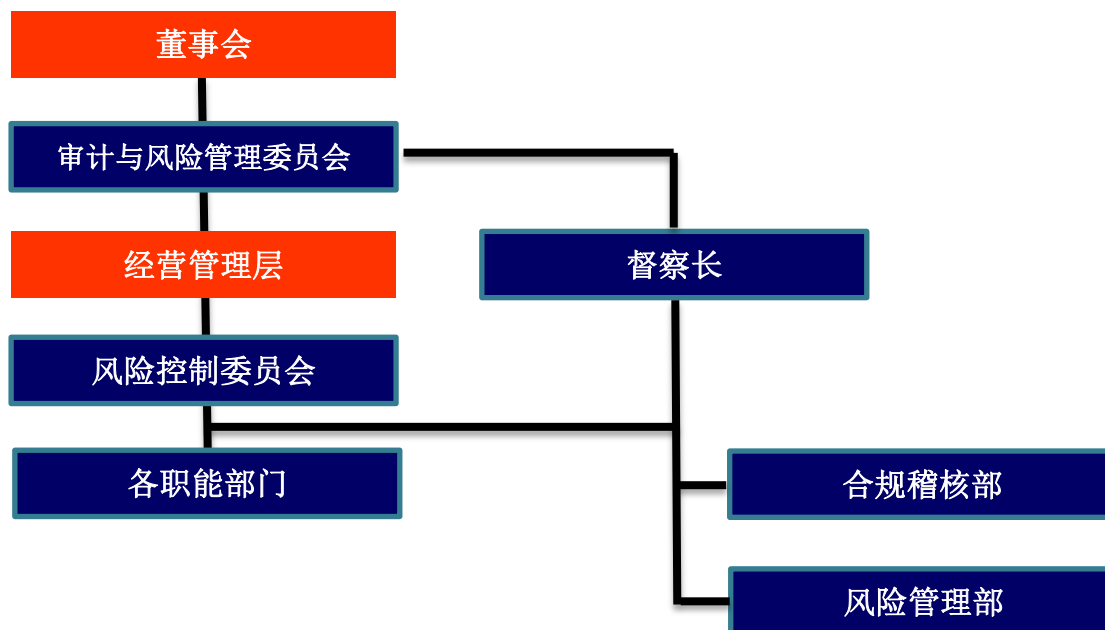 董事会
审计与风险管理委员会
经营管理层
督察长
风险控制委员会
各职能部门
合规稽核部
风险管理部